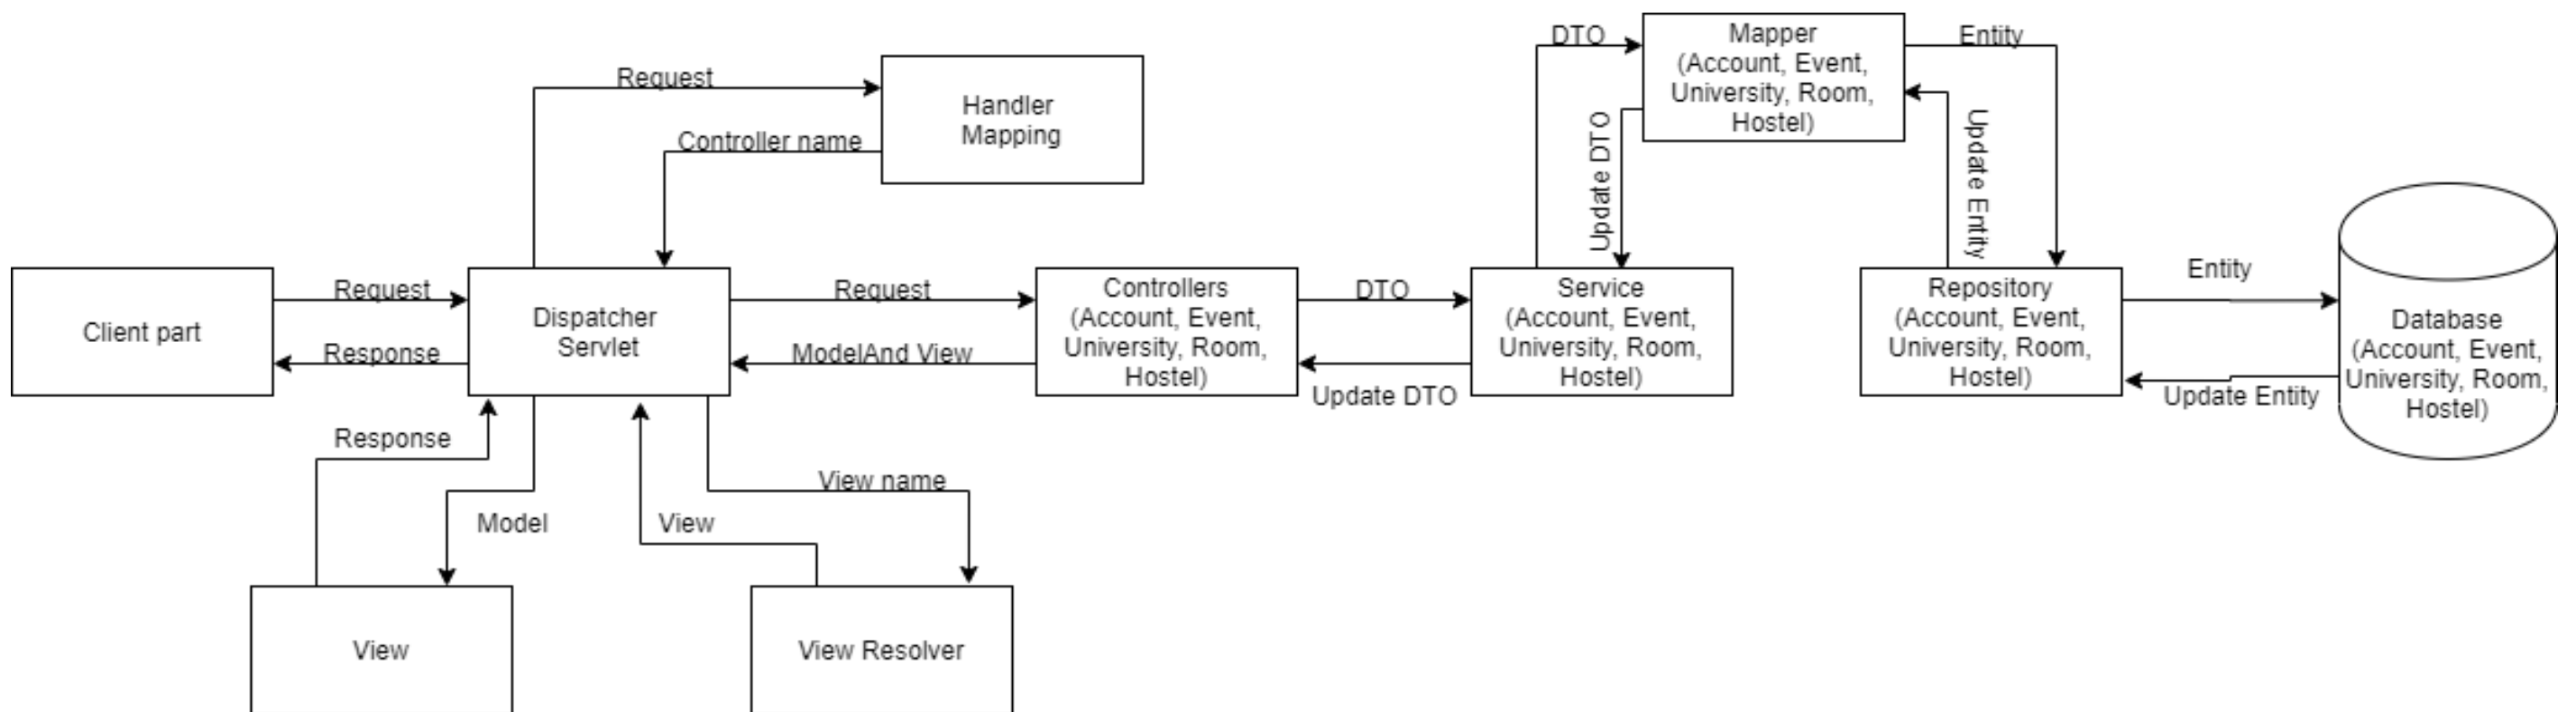 DTO
Mapper
(Account, Event,
University, Room,
Hostel)
Entity
Request
Handler
Mapping
Controller name
Update DTO
Update Entity
Client part
Request
Response
Dispatcher
Servlet
Request
ModelAnd View
Controllers
(Account, Event,
University, Room,
Hostel)
DTO
Update DTO
Service
(Account, Event,
University, Room,
Hostel)
Repository
(Account, Event,
University, Room,
Hostel)
Entity
Update Entity
Database
(Account, Event,
University, Room,
Hostel)
Response
Model
View
View name
View
View Resolver